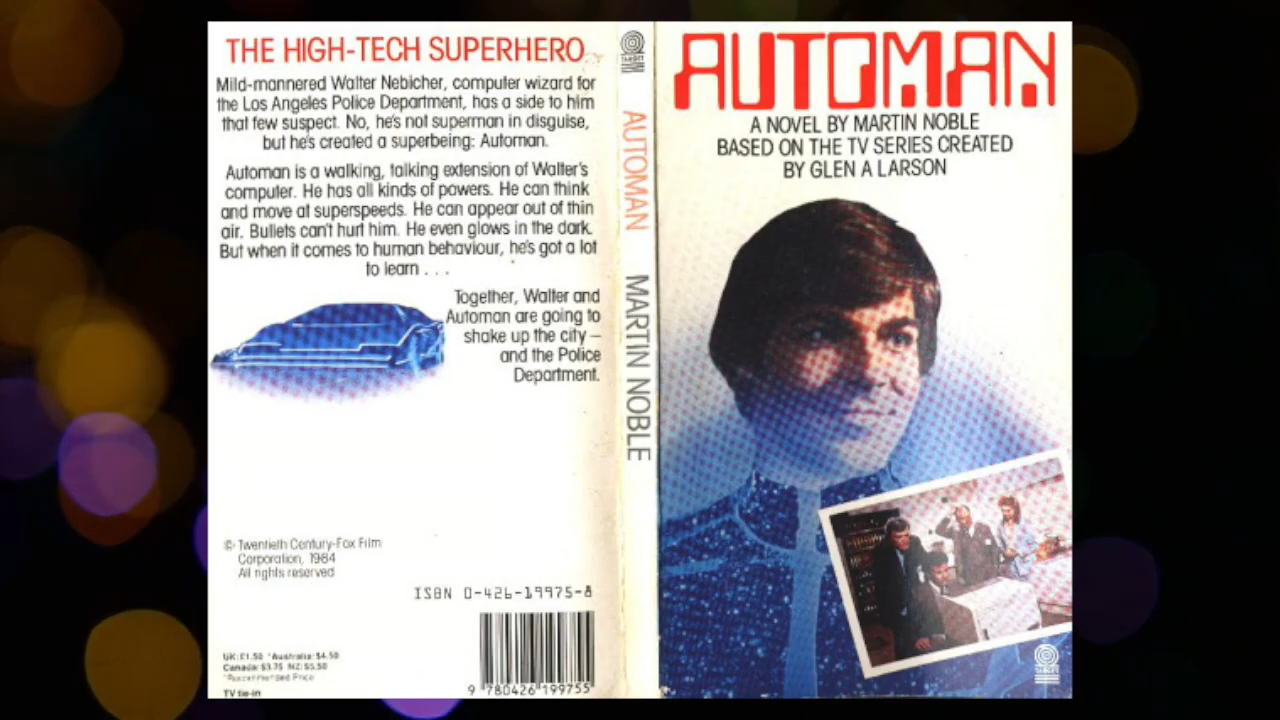 THE HIGH-TECH SUPERHERO
Mild-mannered Walter Nebicher, computer wizard for
the Los Angeles Police Department, has a side to him
that few suspect. No, he's not superman in disguise,
but he's created a superbeing: Automan.
Automan is a walking, talking extension of Walter's
computer. He has all kinds of powers. He can think
and move at superspeeds. He can appear out of thin
air. Bullets can't hurt him. He even glows in the dark.
But when it comes to human behaviour, he's got a lot
to learn . . .
Together, Walter and
Automan are going to
shake up the city –
and the Police
Department.
© Twentieth Century-Fox Film
Corporation, 1984
All rights reserved
ISBN 0-426-19975-8
UK: £1.50 *Australia: $4.50
Canada: $3.75 NZ: $5.50
*Recommended Price
TV tie-in
9 780426 199755
TARGET
AUTOMAN
MARTIN NOBLE
AUTOMAN
A NOVEL BY MARTIN NOBLE
BASED ON THE TV SERIES CREATED
BY GLEN A LARSON